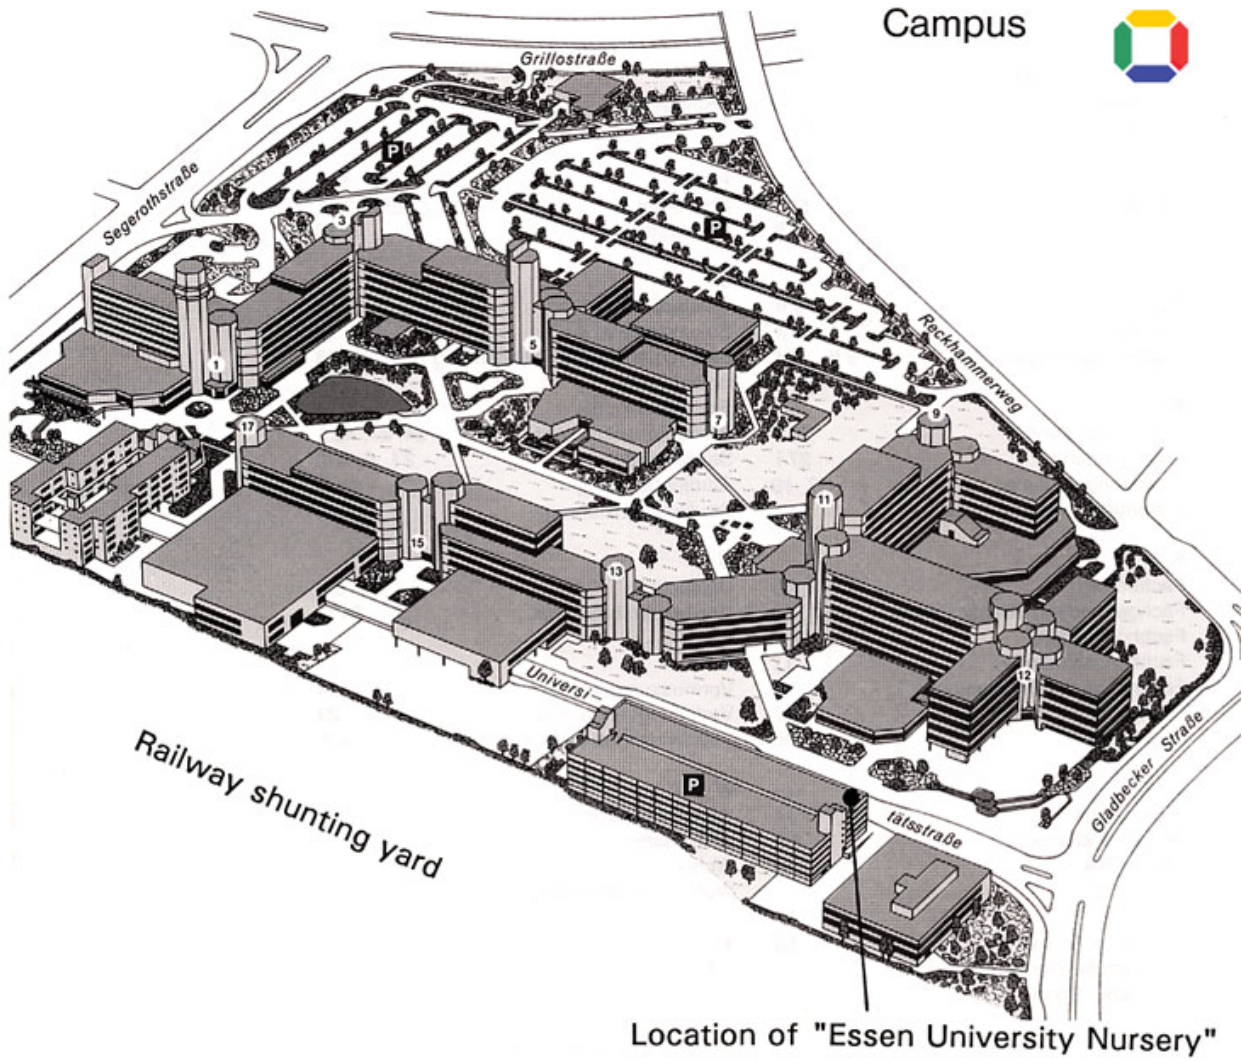 Campus
Grillostraße
P
Segerothstraße
P
3
Reckhammerweg
5
1
7
9
17
11
15
13
12
Universi–
Railway shunting yard
P
Gladbecker Straße
tätsstraße
Location of "Essen University Nursery"